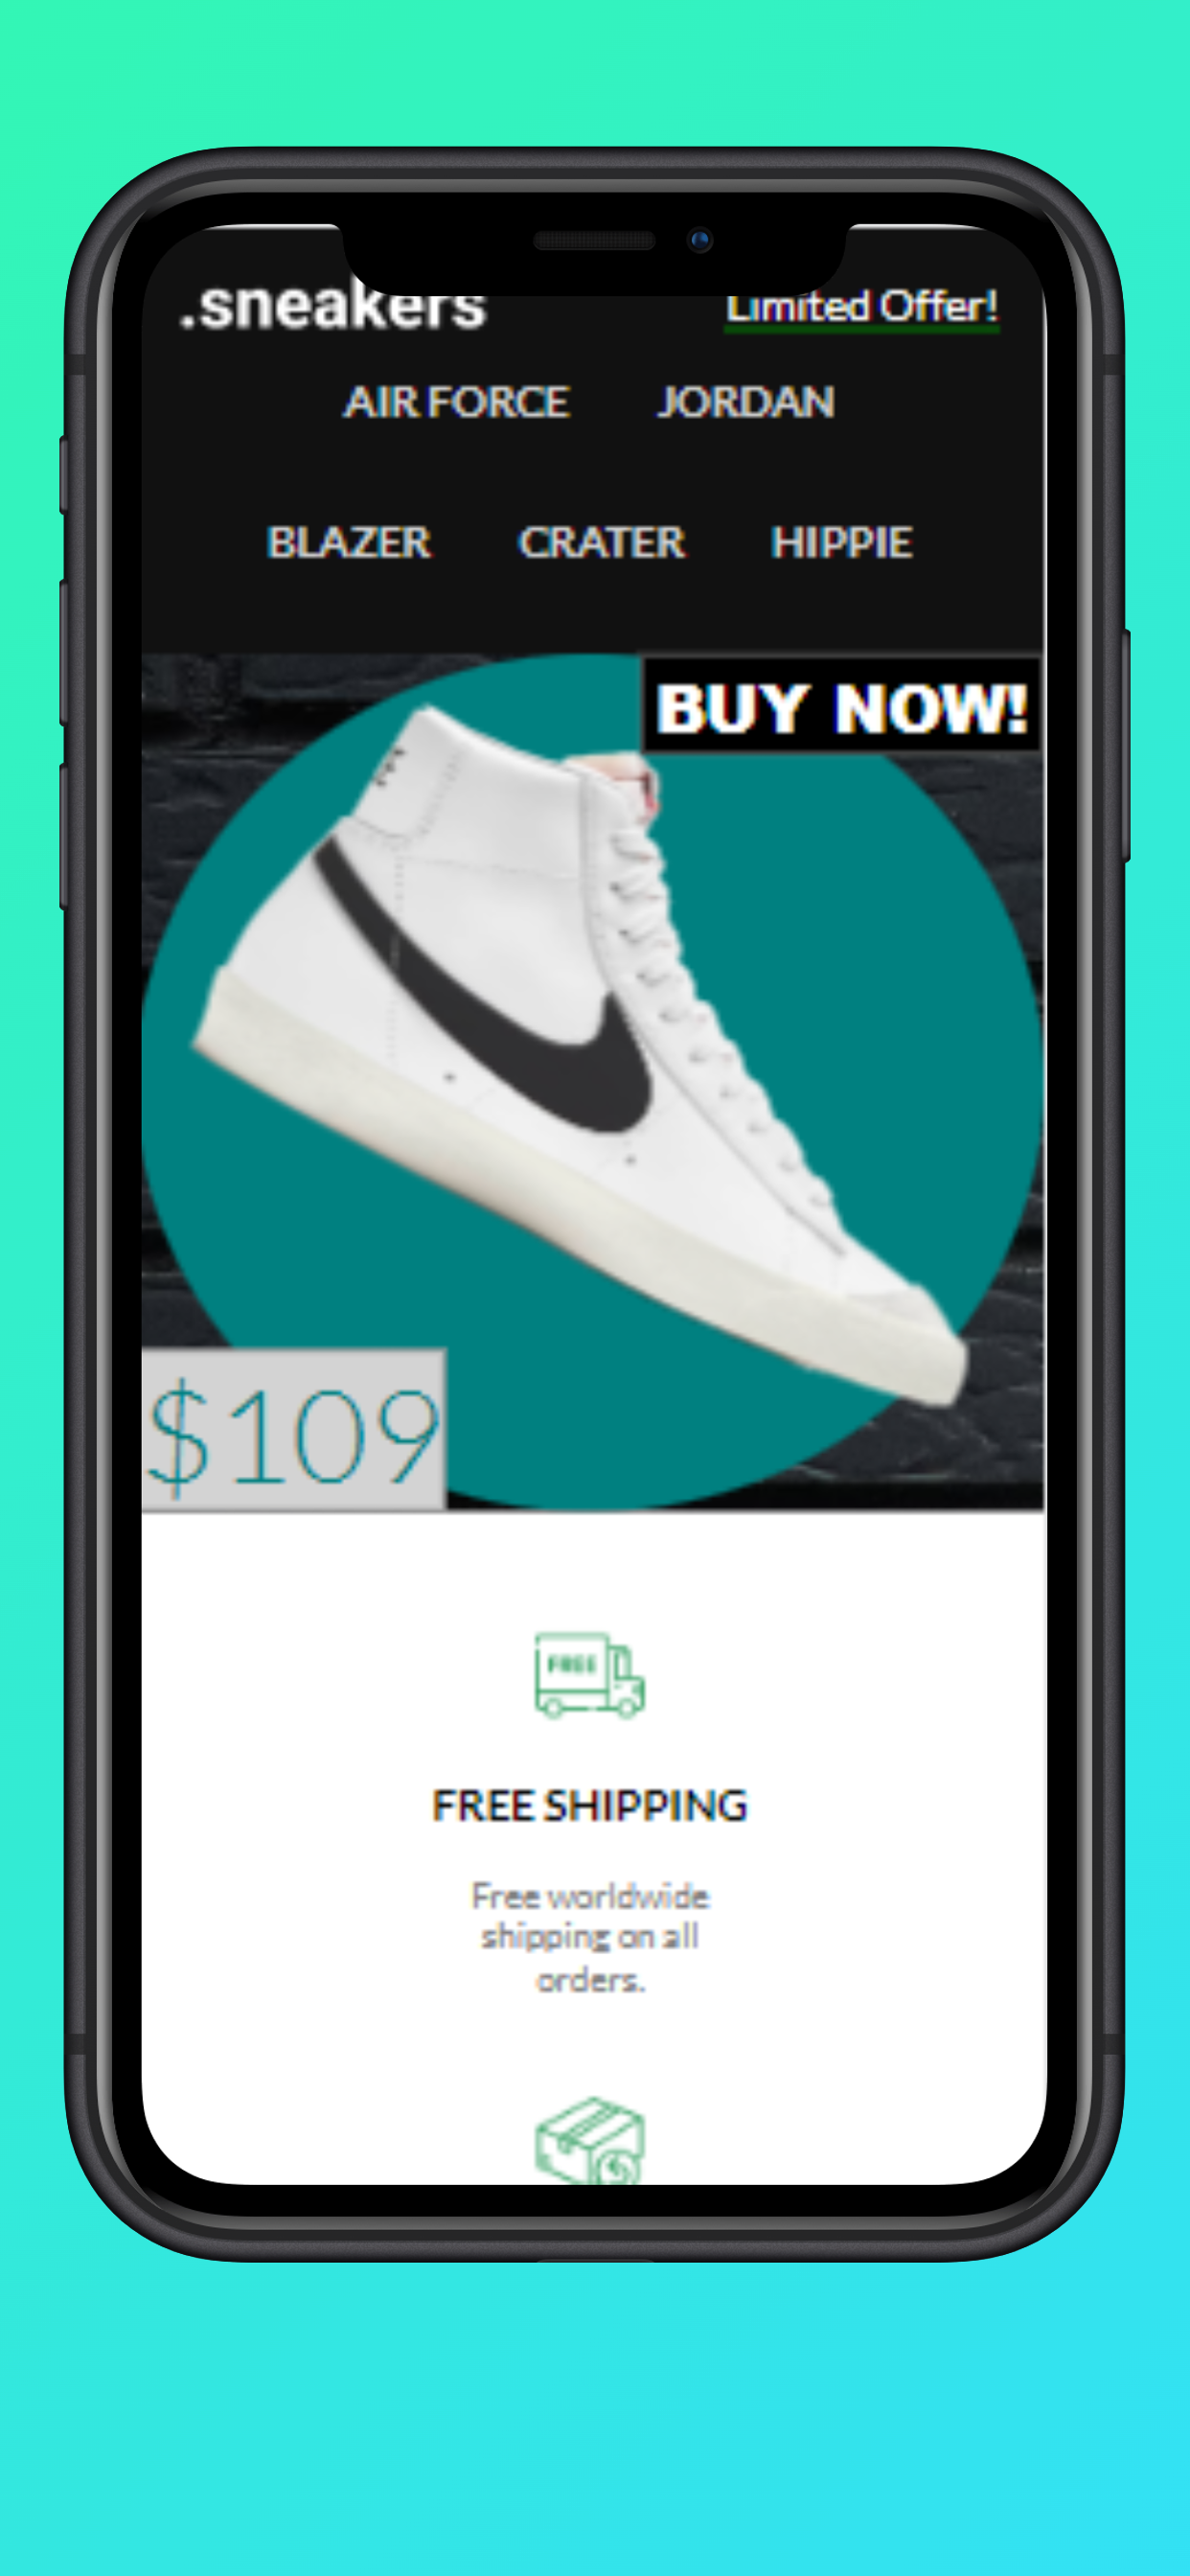 .sneakers Limited Offer!
AIR FORCE JORDAN
BLAZER CRATER HIPPIE
BUY NOW!
$109
FREE
FREE SHIPPING
Free worldwide
shipping on all
orders.